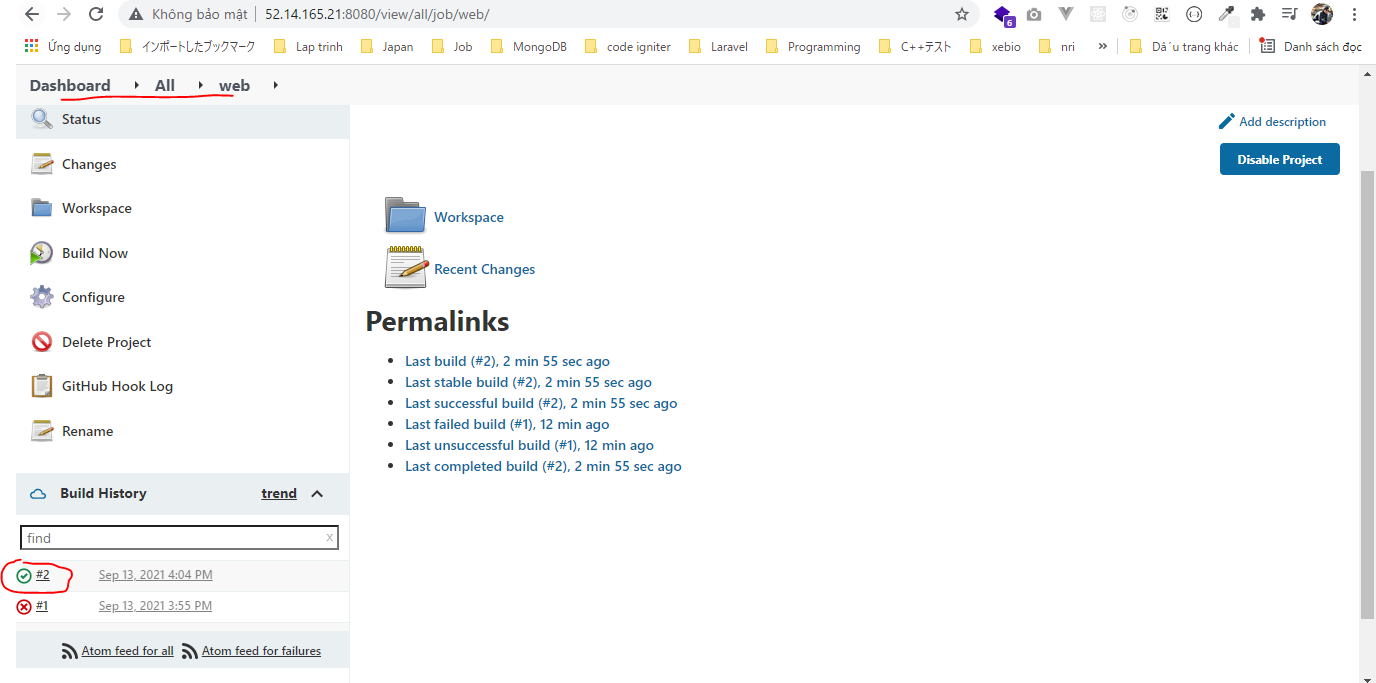 Không bảo mật 52.14.165.21:8080/view/all/job/web/
6
Ứng dụng インポートしたブックマーク Lap trinh Japan Job MongoDB code igniter Laravel Programming C++テスト xebio nri » Dấu trang khác Danh sách đọc
Dashboard All web
Status
Add description
Disable Project
Changes
Workspace
Build Now
Configure
Delete Project
GitHub Hook Log
Rename
Workspace
Recent Changes
Permalinks
Last build (#2), 2 min 55 sec ago
Last stable build (#2), 2 min 55 sec ago
Last successful build (#2), 2 min 55 sec ago
Last failed build (#1), 12 min ago
Last unsuccessful build (#1), 12 min ago
Last completed build (#2), 2 min 55 sec ago
Build History trend
find x
#2 Sep 13, 2021 4:04 PM
#1 Sep 13, 2021 3:55 PM
Atom feed for all Atom feed for failures